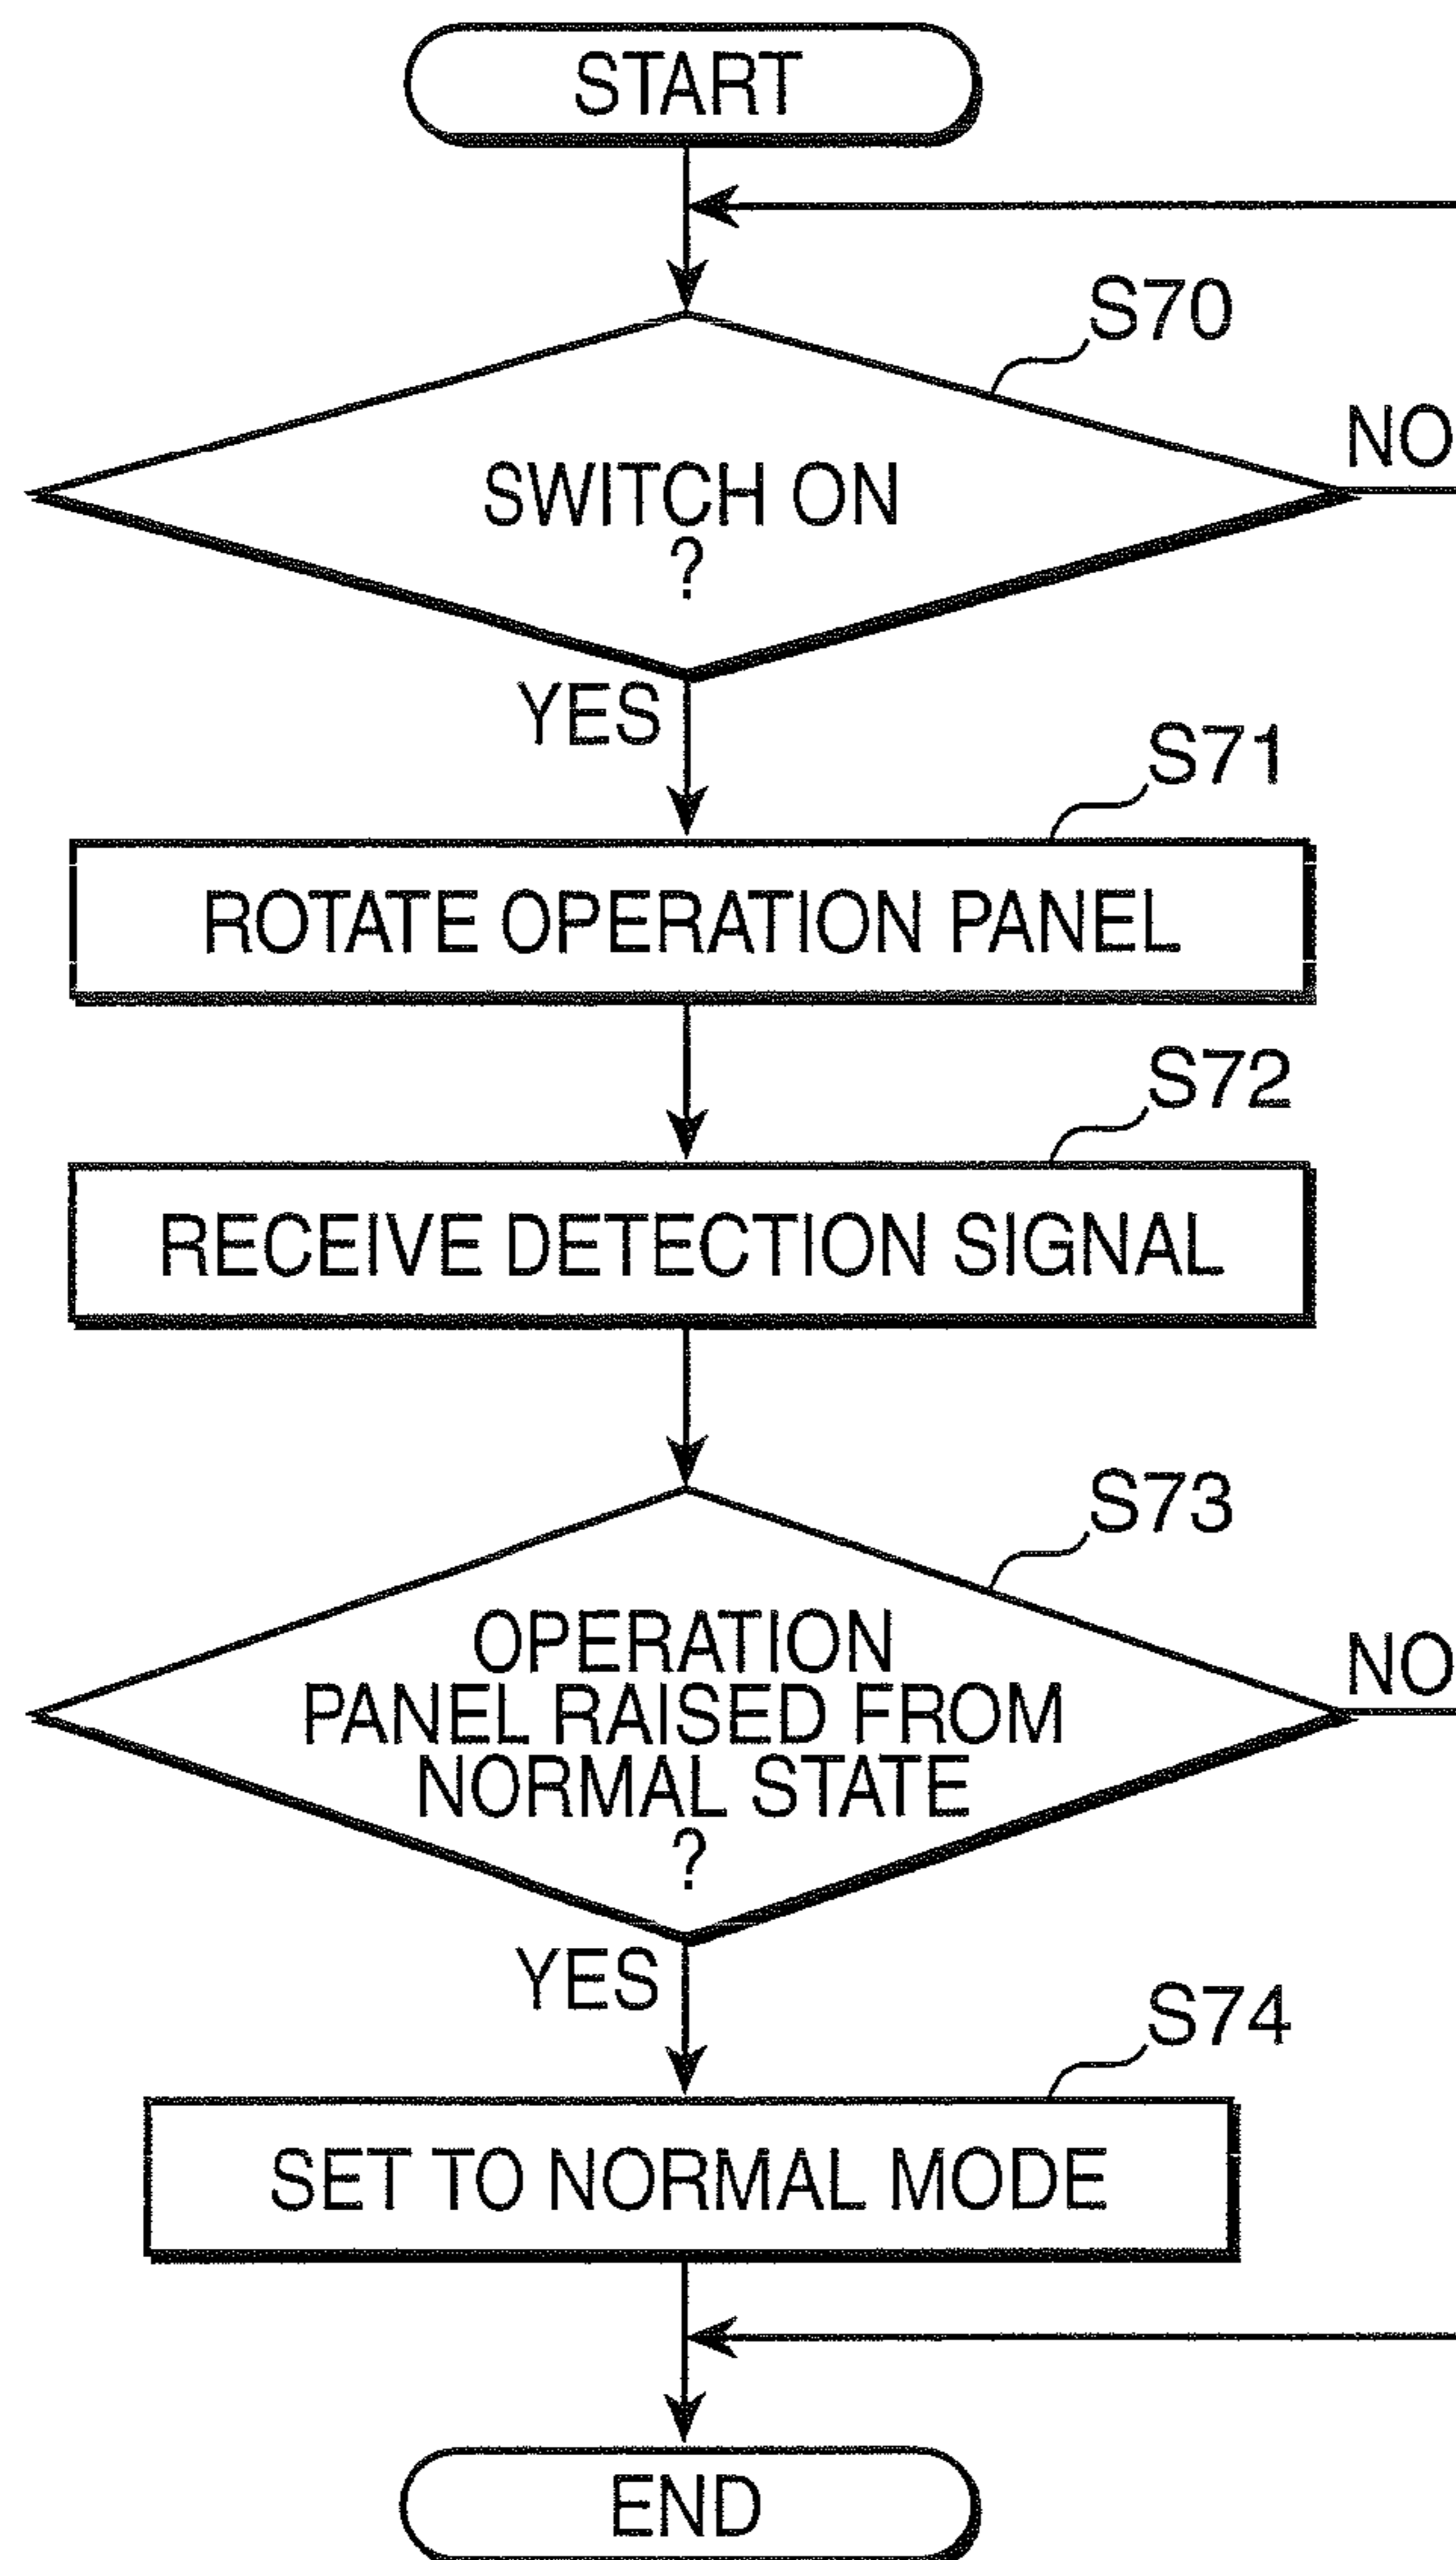 START
S70
NO
SWITCH ON
?
YES
S71
ROTATE OPERATION PANEL
S72
RECEIVE DETECTION SIGNAL
S73
NO
OPERATION
PANEL RAISED FROM
NORMAL STATE
?
YES
S74
SET TO NORMAL MODE
END